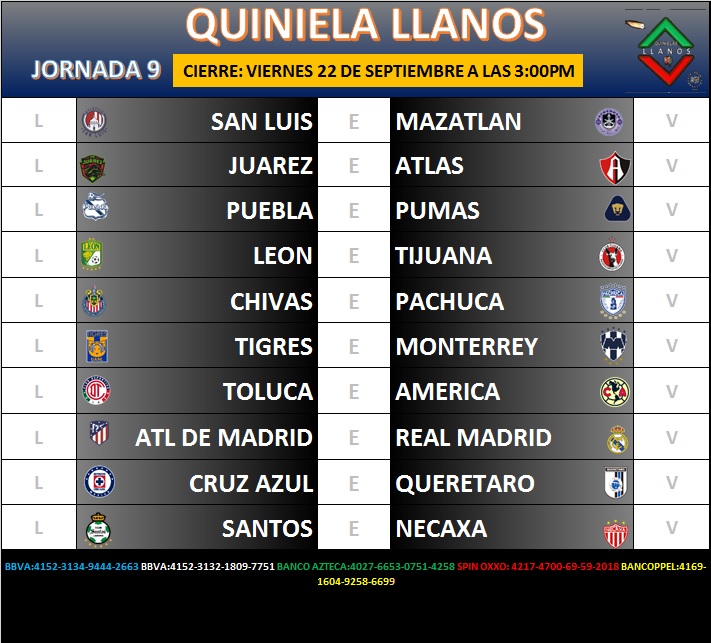 QUINIELA LLANOS
QUINIELAS
LLANOS
JORNADA 9
CIERRE: VIERNES 22 DE SEPTIEMBRE A LAS 3:00PM
L SAN LUIS E MAZATLAN V
L JUAREZ E ATLAS V
L PUEBLA E PUMAS V
L LEON E TIJUANA V
L CHIVAS E PACHUCA V
L TIGRES E MONTERREY V
L TOLUCA E AMERICA V
L ATL DE MADRID E REAL MADRID V
L CRUZ AZUL E QUERETARO V
L SANTOS E NECAXA V
BBVA:4152-3134-9444-2663 BBVA:4152-3132-1809-7751 BANCO AZTECA:4027-6653-0751-4258 SPIN OXXO: 4217-4700-69-59-2018 BANCOPPEL:4169-
1604-9258-6699